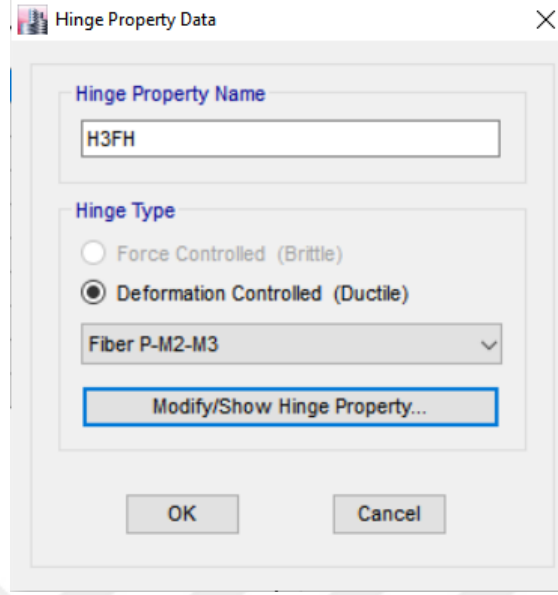 Hinge Property Data
Hinge Property Name
H3FH
Hinge Type
Force Controlled (Brittle)
Deformation Controlled (Ductile)
Fiber P-M2-M3
Modify/Show Hinge Property...
OK Cancel